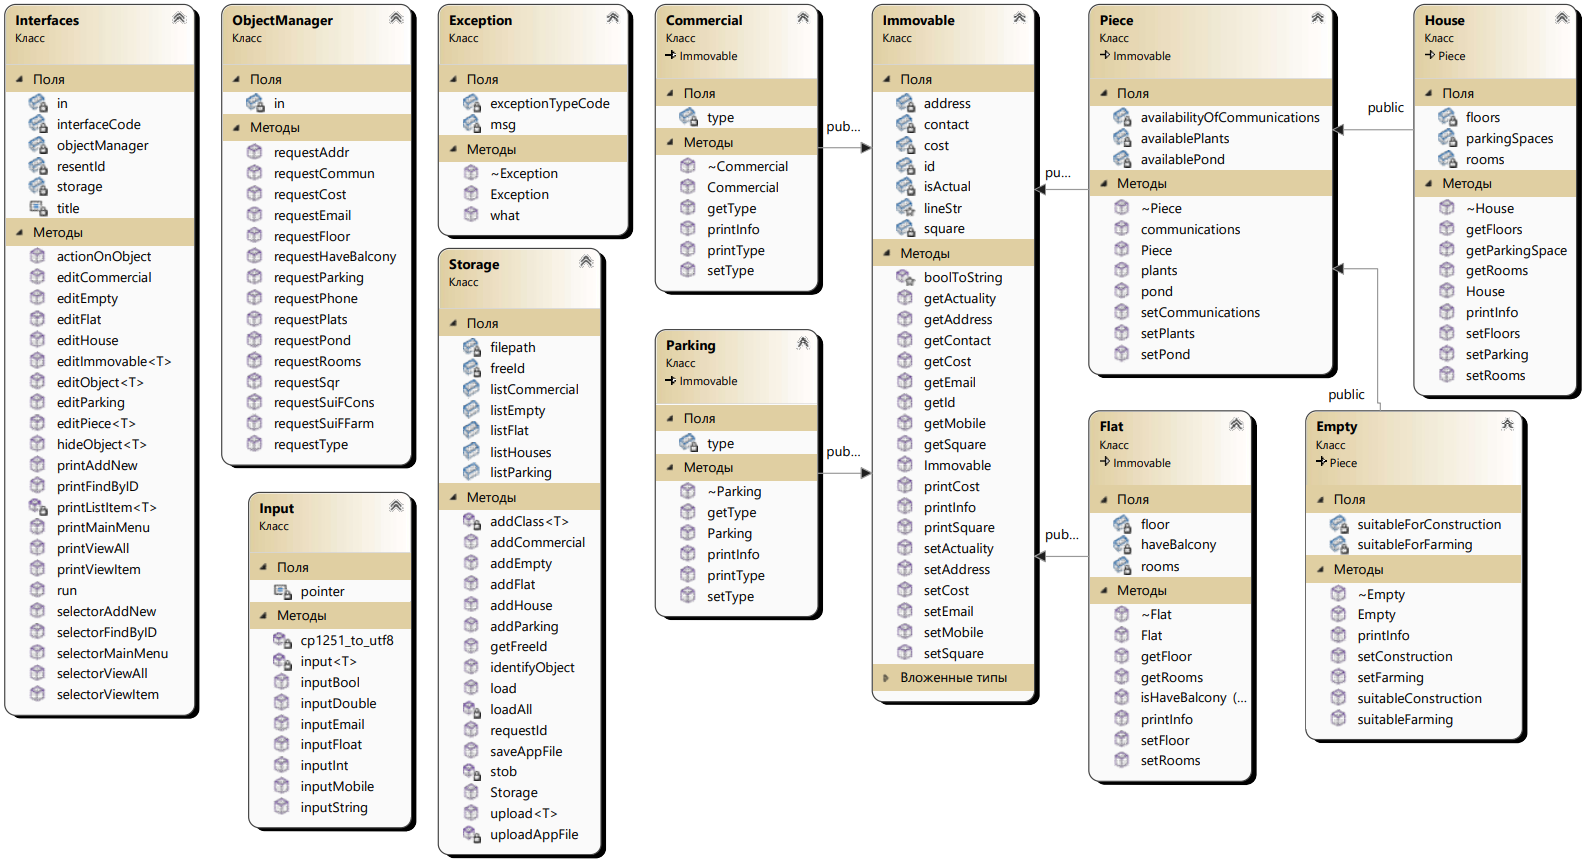 Interfaces
Класс
Поля
in
interfaceCode
objectManager
resentId
storage
title
Методы
actionOnObject
editCommercial
editEmpty
editFlat
editHouse
editImmovable<T>
editObject<T>
editParking
editPiece<T>
hideObject<T>
printAddNew
printFindByID
printListItem<T>
printMainMenu
printViewAll
printViewItem
run
selectorAddNew
selectorFindByID
selectorMainMenu
selectorViewAll
selectorViewItem
ObjectManager
Класс
Поля
in
Методы
requestAddr
requestCommun
requestCost
requestEmail
requestFloor
requestHaveBalcony
requestParking
requestPhone
requestPlats
requestPond
requestRooms
requestSqr
requestSuiFCons
requestSuiFFarm
requestType
Input
Класс
Поля
pointer
Методы
cp1251_to_utf8
input<T>
inputBool
inputDouble
inputEmail
inputFloat
inputInt
inputMobile
inputString
Exception
Класс
Поля
exceptionTypeCode
msg
Методы
~Exception
Exception
what
Storage
Класс
Поля
filepath
freeId
listCommercial
listEmpty
listFlat
listHouses
listParking
Методы
addClass<T>
addCommercial
addEmpty
addFlat
addHouse
addParking
getFreeId
identifyObject
load
loadAll
requestId
saveAppFile
stob
Storage
upload<T>
uploadAppFile
Commercial
Класс
Immovable
Поля
type
Методы
~Commercial
Commercial
getType
printInfo
printType
setType
pub...
Parking
Класс
Immovable
Поля
type
Методы
~Parking
getType
Parking
printInfo
printType
setType
pub...
Immovable
Класс
Поля
address
contact
cost
id
isActual
lineStr
square
Методы
boolToString
getActuality
getAddress
getContact
getCost
getEmail
getId
getMobile
getSquare
Immovable
printCost
printInfo
printSquare
setActuality
setAddress
setCost
setEmail
setMobile
setSquare
Вложенные типы
pu...
Piece
Класс
Immovable
Поля
availabilityOfCommunications
availablePlants
availablePond
Методы
~Piece
communications
Piece
plants
pond
setCommunications
setPlants
setPond
pub...
Flat
Класс
Immovable
Поля
floor
haveBalcony
rooms
Методы
~Flat
Flat
getFloor
getRooms
isHaveBalcony (...
printInfo
setFloor
setRooms
public
House
Класс
Piece
Поля
floors
parkingSpaces
rooms
Методы
~House
getFloors
getParkingSpace
getRooms
House
printInfo
setFloors
setParking
setRooms
public
Empty
Класс
Piece
Поля
suitableForConstruction
suitableForFarming
Методы
~Empty
Empty
printInfo
setConstruction
setFarming
suitableConstruction
suitableFarming